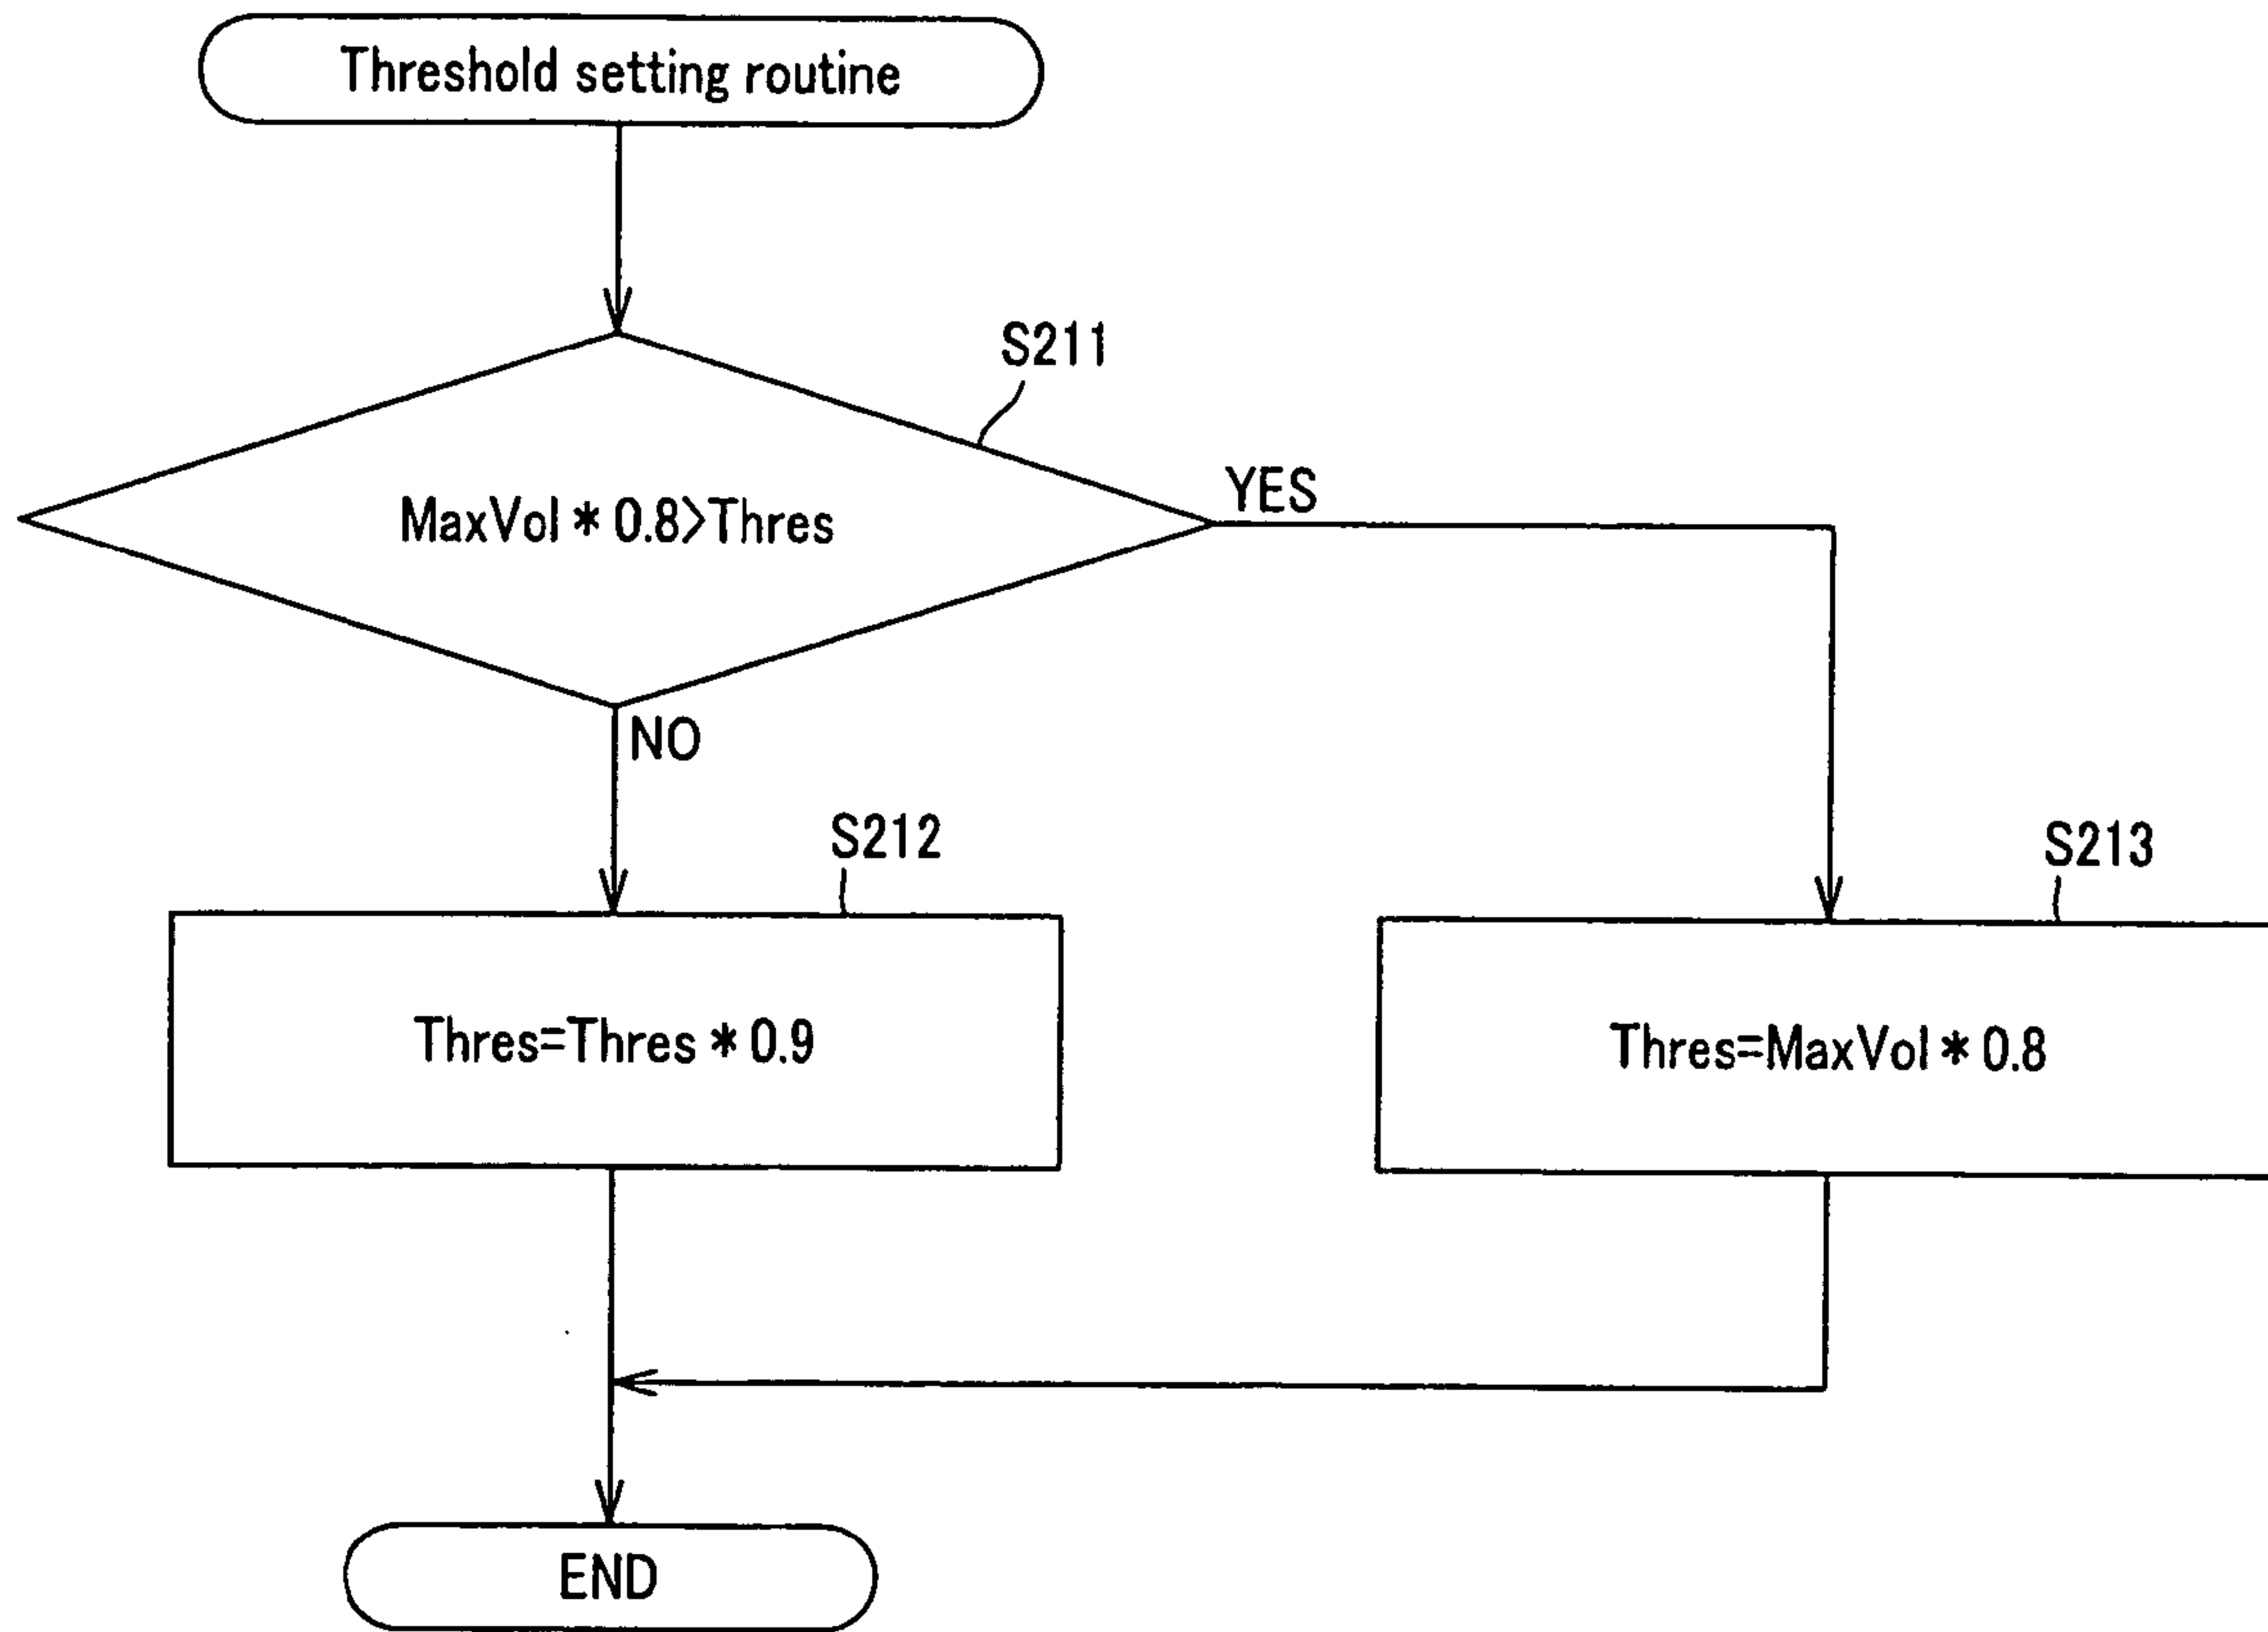 Threshold setting routine
S211
MaxVol * 0.8>Thres
YES
NO
S212
S213
Thres=Thres * 0.9
Thres=MaxVol * 0.8
END